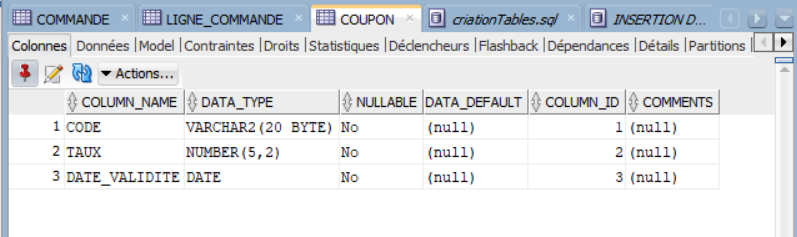 COMMANDE × LIGNE_COMMANDE × COUPON × criationTables.sql × INSERTION D...
Colonnes Données |Model |Contraintes |Droits |Statistiques |Déclencheurs |Flashback |Dépendances |Détails |Partitions |
Actions...
COLUMN_NAME DATA_TYPE NULLABLE DATA_DEFAULT COLUMN_ID COMMENTS
1 CODE VARCHAR2(20 BYTE) No (null) 1 (null)
2 TAUX NUMBER(5,2) No (null) 2 (null)
3 DATE_VALIDITE DATE No (null) 3 (null)